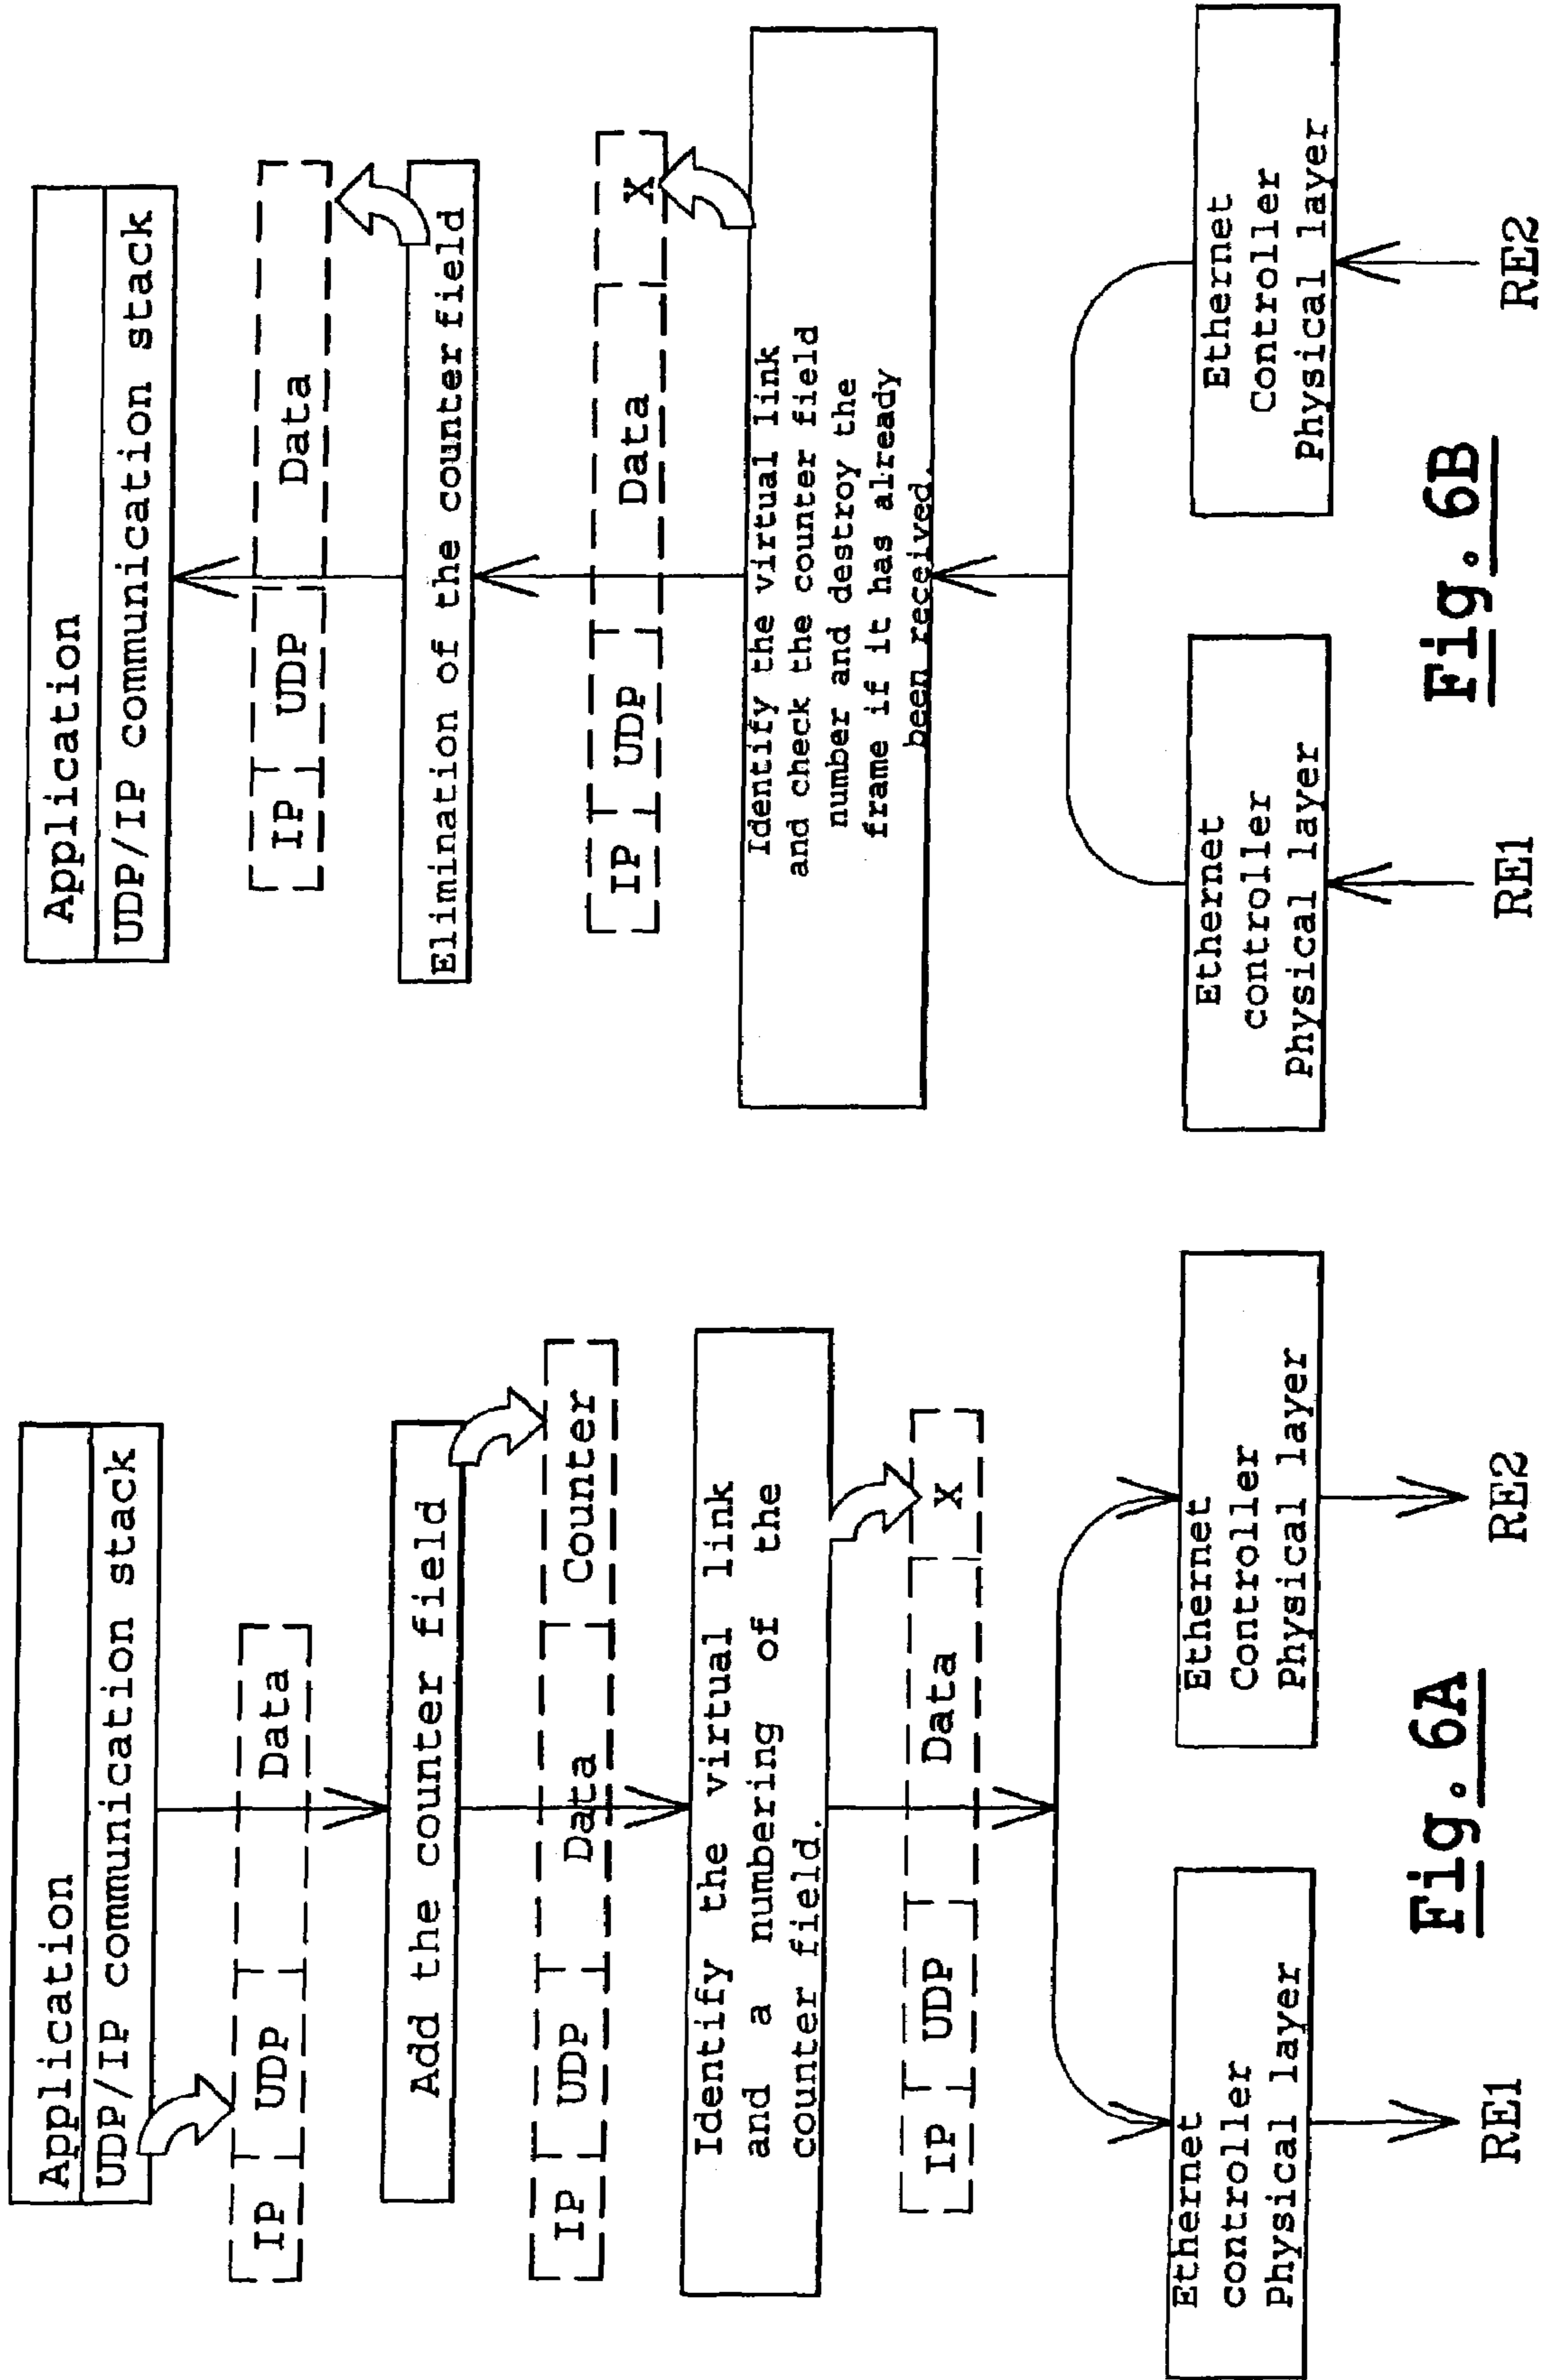 Application
UDP/IP communication stack
IP UDP Data
Add the counter field
IP UDP Data Counter
Identify the virtual link
and a numbering of the
counter field.
IP UDP Data X
Ethernet
controller
Physical layer
Ethernet
Controller
Physical layer
RE1
RE2
Fig. 6A
Application
UDP/IP communication stack
IP UDP Data
Elimination of the counter field
IP UDP Data X
Identify the virtual link
and check the counter field
number and destroy the
frame if it has already
been received.
Ethernet
controller
Physical layer
Ethernet
Controller
Physical layer
RE1
RE2
Fig. 6B